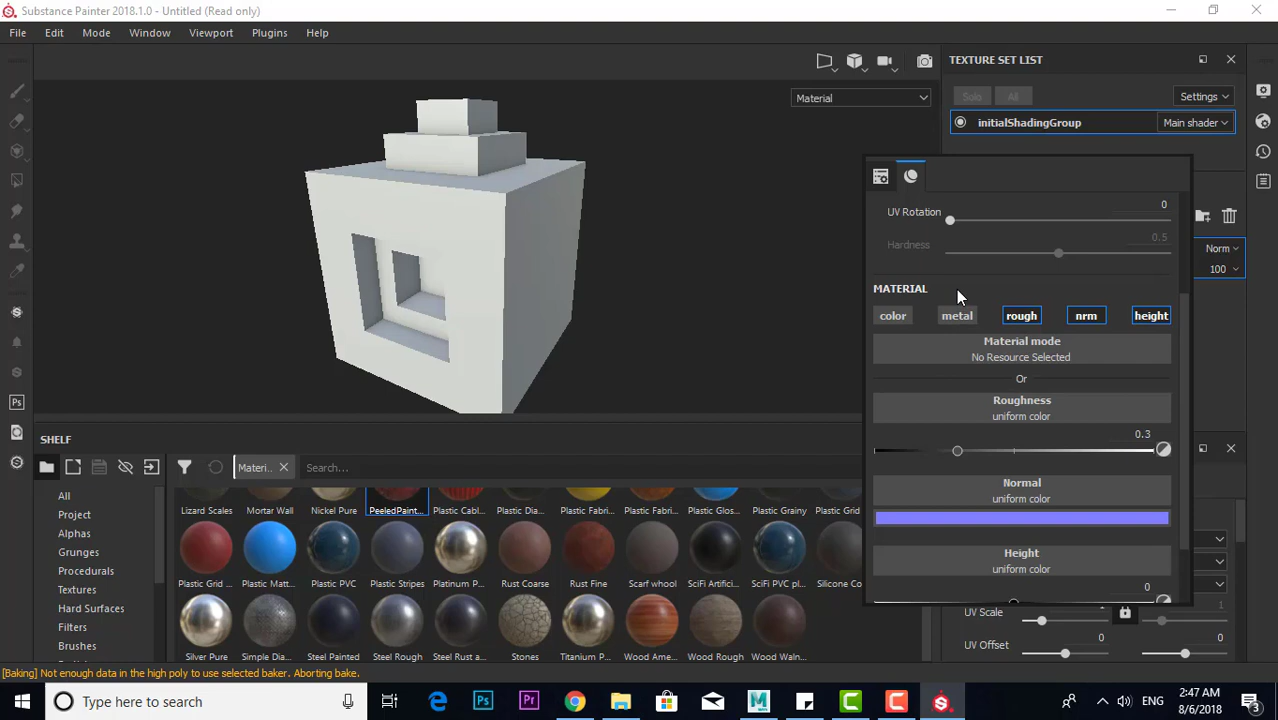 Substance Painter 2018.1.0 - Untitled (Read only)
File Edit Mode Window Viewport Plugins Help
Material
TEXTURE SET LIST
Solo All Settings
initialShadingGroup Main shader
UV Rotation 0
Hardness 0.5
Norm
100
MATERIAL
color metal rough nrm height
Material mode
No Resource Selected
Or
Roughness
uniform color
0.3
Normal
uniform color
Height
uniform color
0
UV Scale 1 1
UV Offset 0 0
SHELF
Materi.. Search...
All
Project
Alphas
Grunges
Procedurals
Textures
Hard Surfaces
Filters
Brushes
Lizard Scales Mortar Wall Nickel Pure PeeledPaint... Plastic Cabl... Plastic Dia... Plastic Fabri... Plastic Fabri... Plastic Glos... Plastic Grainy Plastic Grid
Plastic Grid ... Plastic Matt... Plastic PVC Plastic Stripes Platinum P... Rust Coarse Rust Fine Scarf whool SciFi Artifici... SciFi PVC pl... Silicone Co
Silver Pure Simple Dia... Steel Painted Steel Rough Steel Rust a... Stones Titanium P... Wood Ame... Wood Rough Wood Waln...
[Baking] Not enough data in the high poly to use selected baker. Aborting bake.
Type here to search
Ps
Pr
ENG
2:47 AM
8/6/2018
3